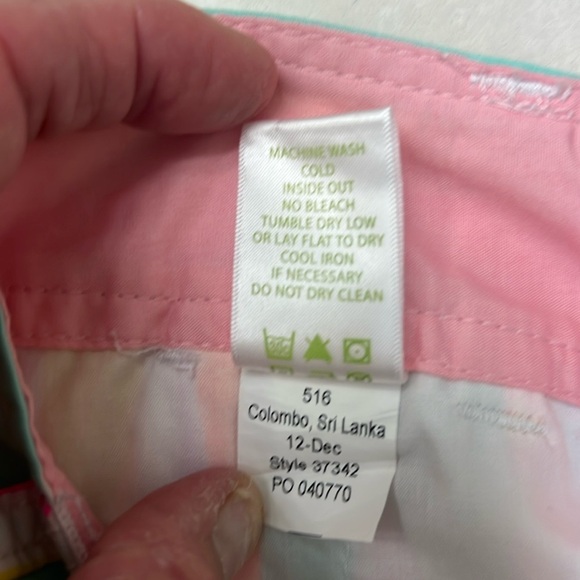 MACHINE WASH
COLD
INSIDE OUT
NO BLEACH
TUMBLE DRY LOW
OR LAY FLAT TO DRY
COOL IRON
IF NECESSARY
DO NOT DRY CLEAN
516
Colombo, Sri Lanka
12-Dec
Style 37342
PO 040770